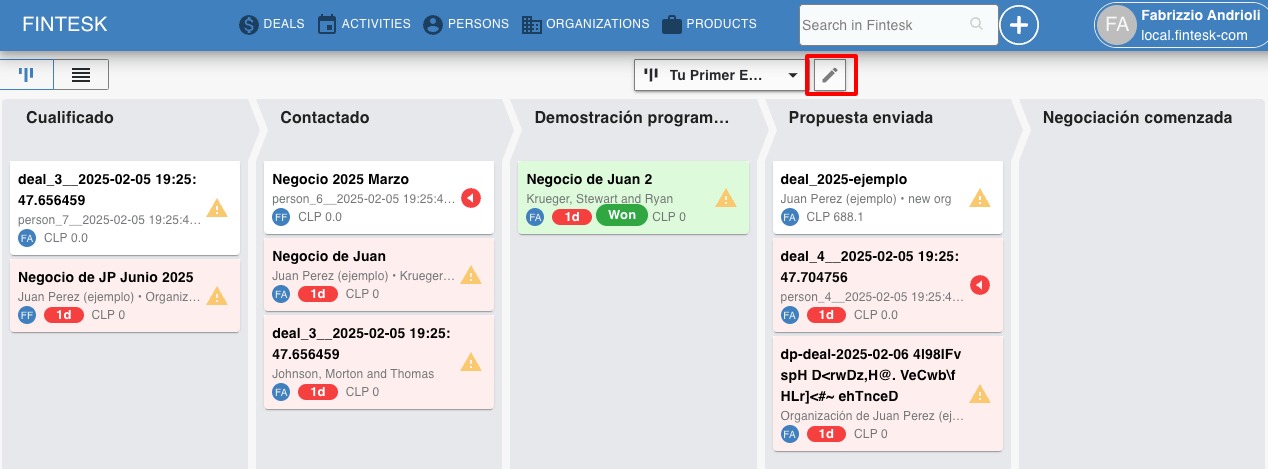 FINTESK
DEALS
ACTIVITIES
PERSONS
ORGANIZATIONS
PRODUCTS
Search in Fintesk
FA
Fabrizzio Andrioli
local.fintesk-com
Tu Primer E...
Cualificado
Contactado
Demostración program...
Propuesta enviada
Negociación comenzada
deal_3__2025-02-05 19:25:
47.656459
person_7__2025-02-05 19:25:4...
FA CLP 0.0
Negocio de JP Junio 2025
Juan Perez (ejemplo) • Organiz...
FF 1d CLP 0
Negocio 2025 Marzo
person_6__2025-02-05 19:25:4...
FF CLP 0.0
Negocio de Juan
Juan Perez (ejemplo) • Krueger...
FA 1d CLP 0
deal_3__2025-02-05 19:25:
47.656459
Johnson, Morton and Thomas
FA 1d CLP 0
Negocio de Juan 2
Krueger, Stewart and Ryan
FA 1d Won CLP 0
deal_2025-ejemplo
Juan Perez (ejemplo) • new org
FA CLP 688.1
deal_4__2025-02-05 19:25:
47.704756
person_4__2025-02-05 19:25:4...
FA 1d CLP 0.0
dp-deal-2025-02-06 4I98IFv
spH D<rwDz,H@. VeCwb\f
HLr]<#~ ehTnceD
Organización de Juan Perez (ej...
FA 1d CLP 0